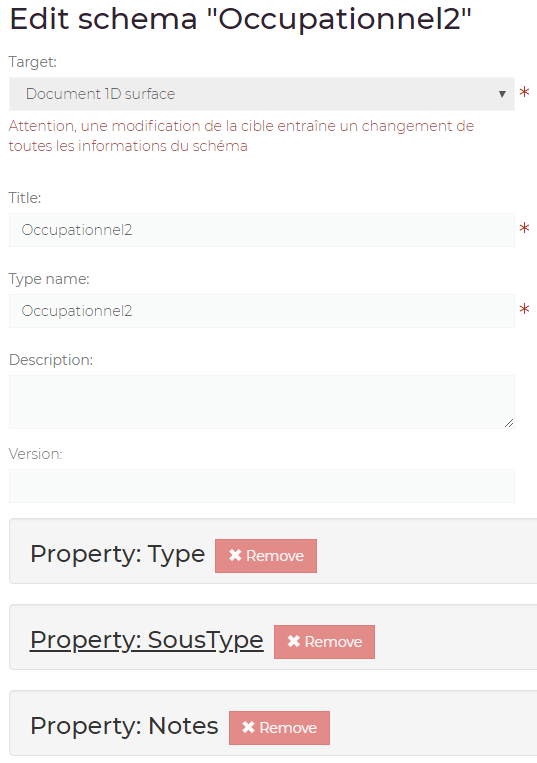 Edit schema "Occupationnel2"
Target:
Document 1D surface
*
Attention, une modification de la cible entraîne un changement de
toutes les informations du schéma
Title:
Occupationnel2
*
Type name:
Occupationnel2
*
Description:
Version:
Property: Type
✖ Remove
Property: SousType
✖ Remove
Property: Notes
✖ Remove